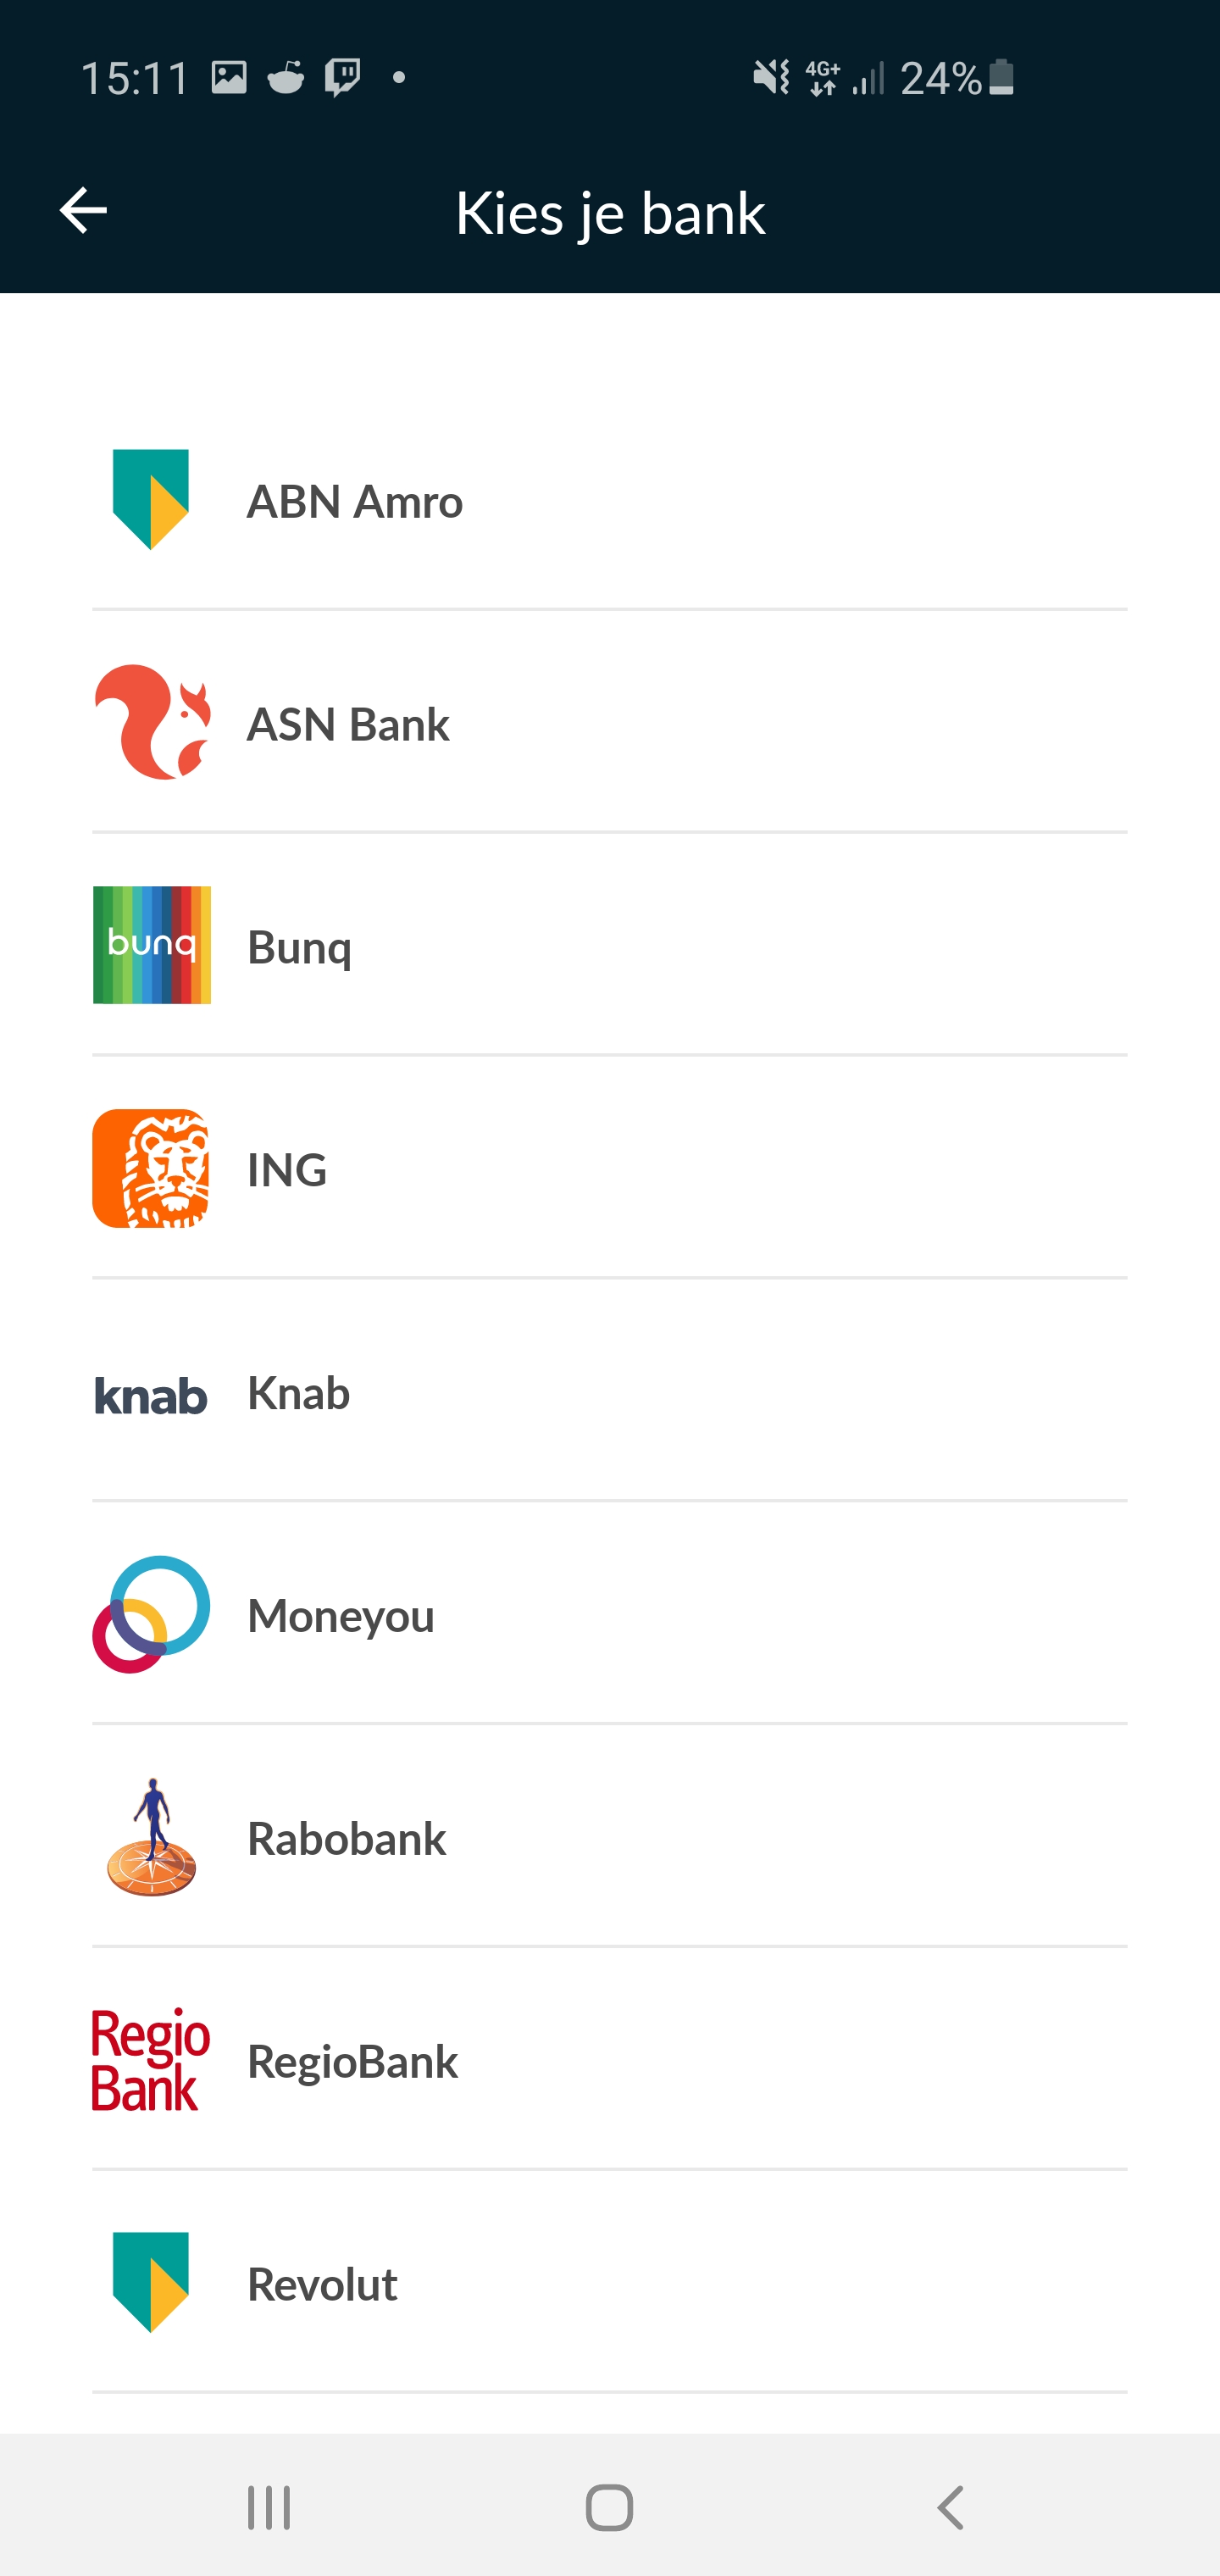 15:11
4G+
24%
Kies je bank
ABN Amro
ASN Bank
bunq
Bunq
ING
knab
Knab
Moneyou
Rabobank
Regio
Bank
RegioBank
Revolut